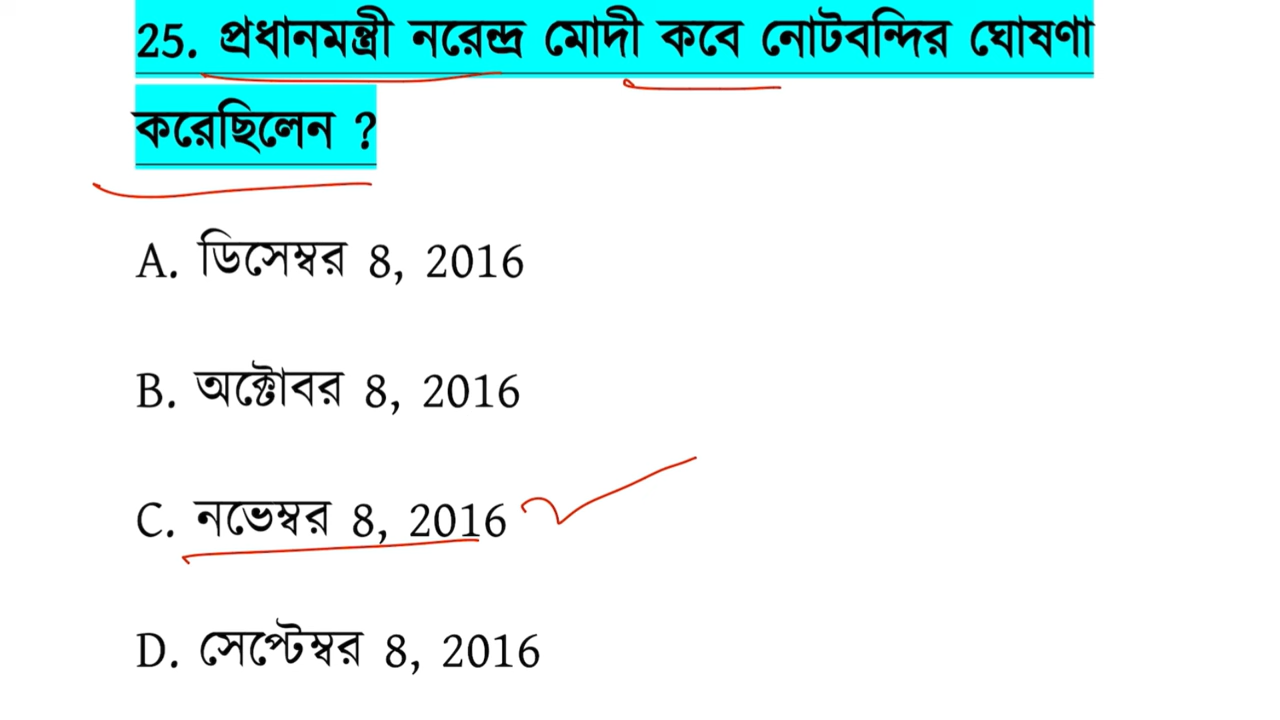 25. প্রধানমন্ত্রী নরেন্দ্র মোদী কবে নোটবন্দির ঘোষণা
করেছিলেন ?
A. ডিসেম্বর 8, 2016
B. অক্টোবর 8, 2016
C. নভেম্বর 8, 2016
D. সেপ্টেম্বর 8, 2016